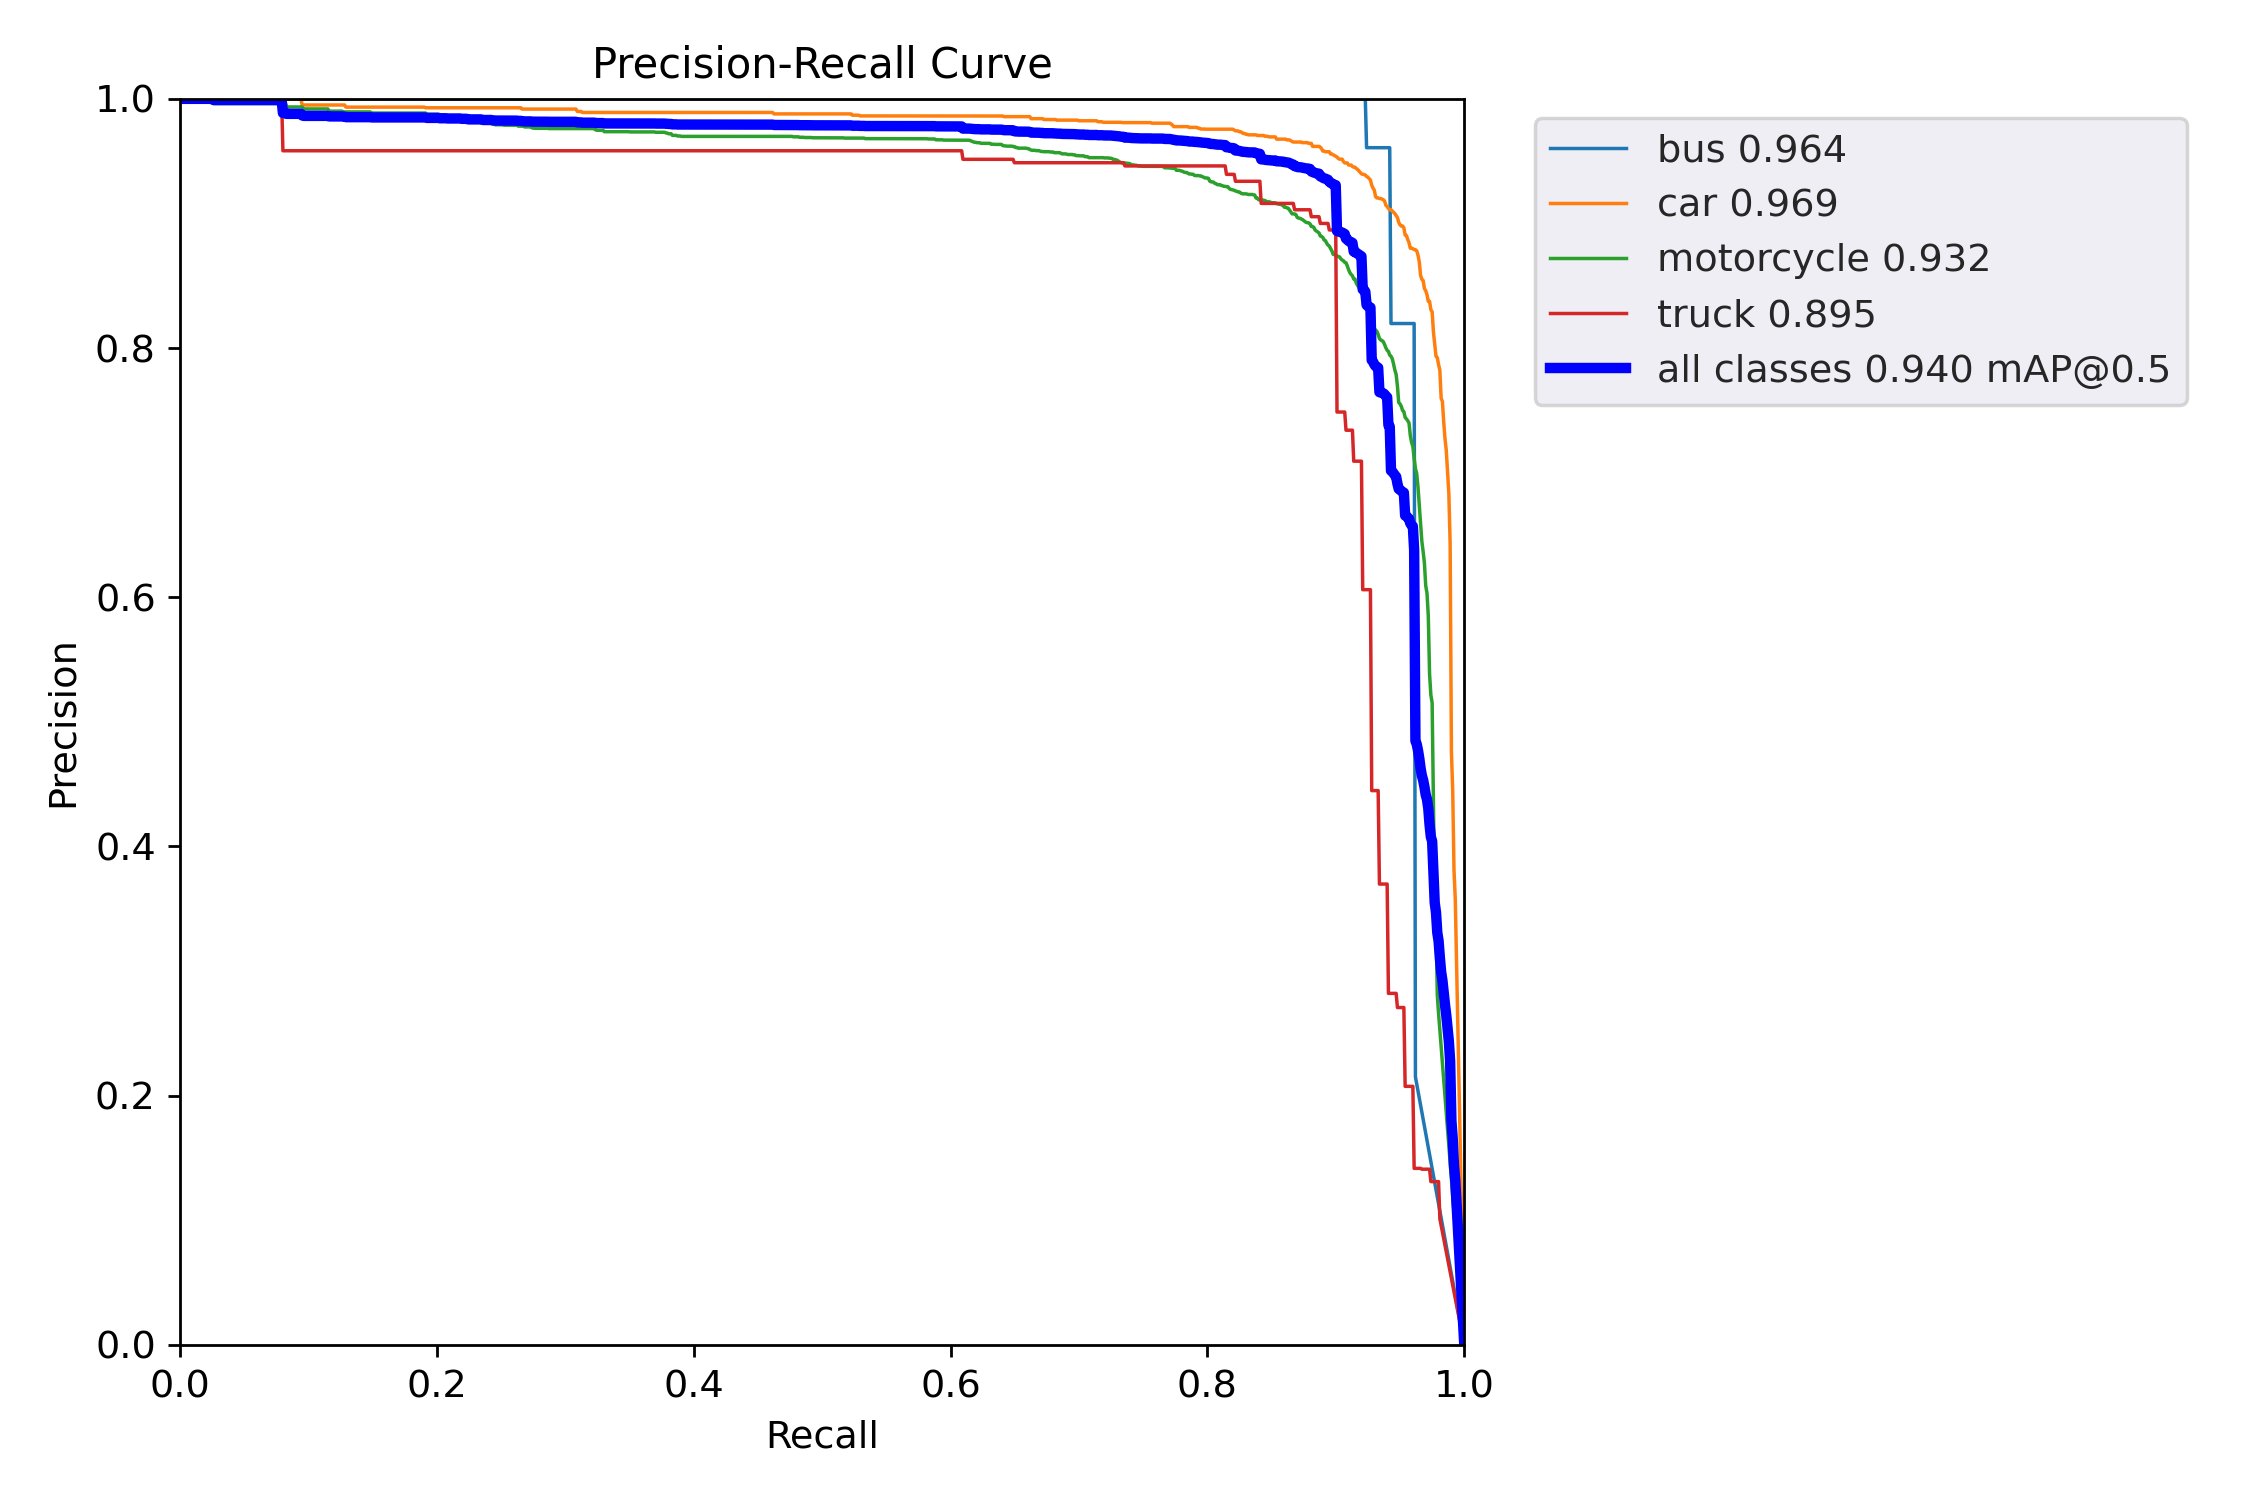 Precision-Recall Curve
1.0
0.8
0.6
0.4
0.2
0.0
Precision
0.0 0.2 0.4 0.6 0.8 1.0
Recall
bus 0.964
car 0.969
motorcycle 0.932
truck 0.895
all classes 0.940 mAP@0.5